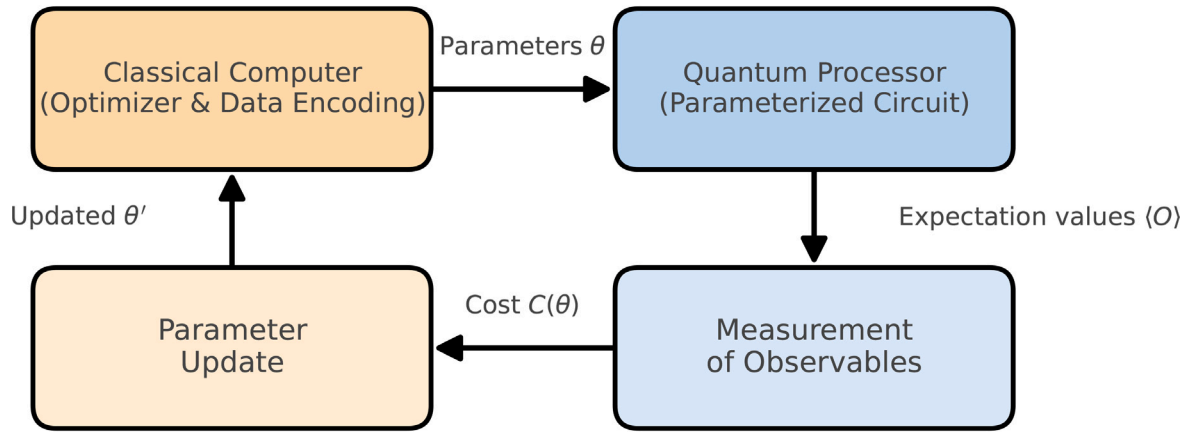 Classical Computer
(Optimizer & Data Encoding)
Parameters θ
Quantum Processor
(Parameterized Circuit)
Updated θ′
Expectation values ⟨O⟩
Parameter
Update
Cost C(θ)
Measurement
of Observables